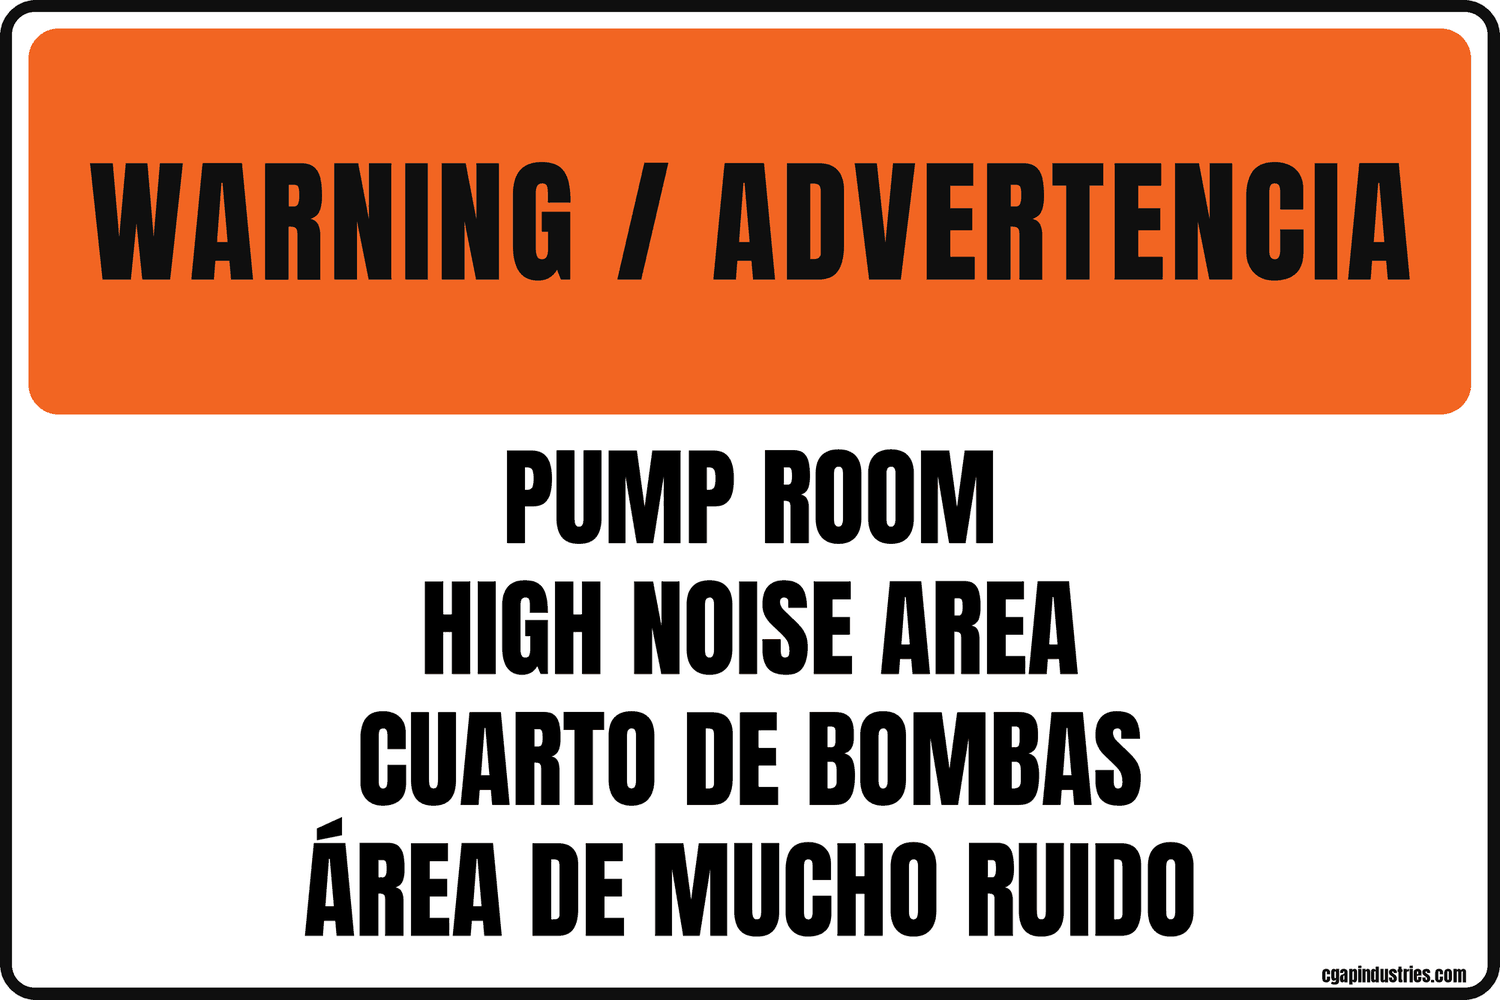 WARNING / ADVERTENCIA
PUMP ROOM
HIGH NOISE AREA
CUARTO DE BOMBAS
ÁREA DE MUCHO RUIDO
cgapindustries.com